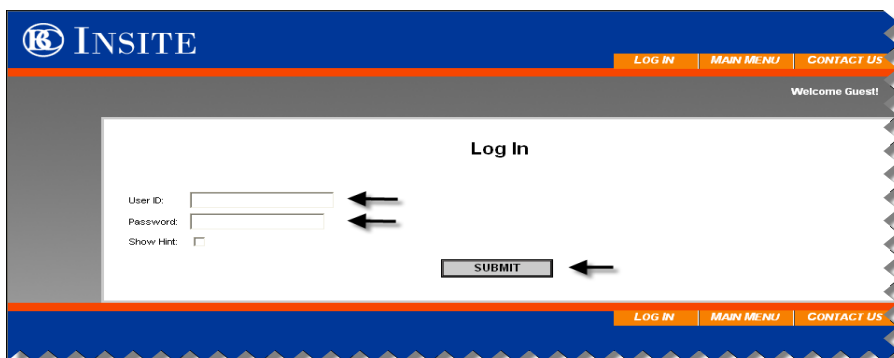 BC INSITE
LOG IN MAIN MENU CONTACT US
Welcome Guest!
Log In
User ID:
Password:
Show Hint:
SUBMIT
LOG IN MAIN MENU CONTACT US